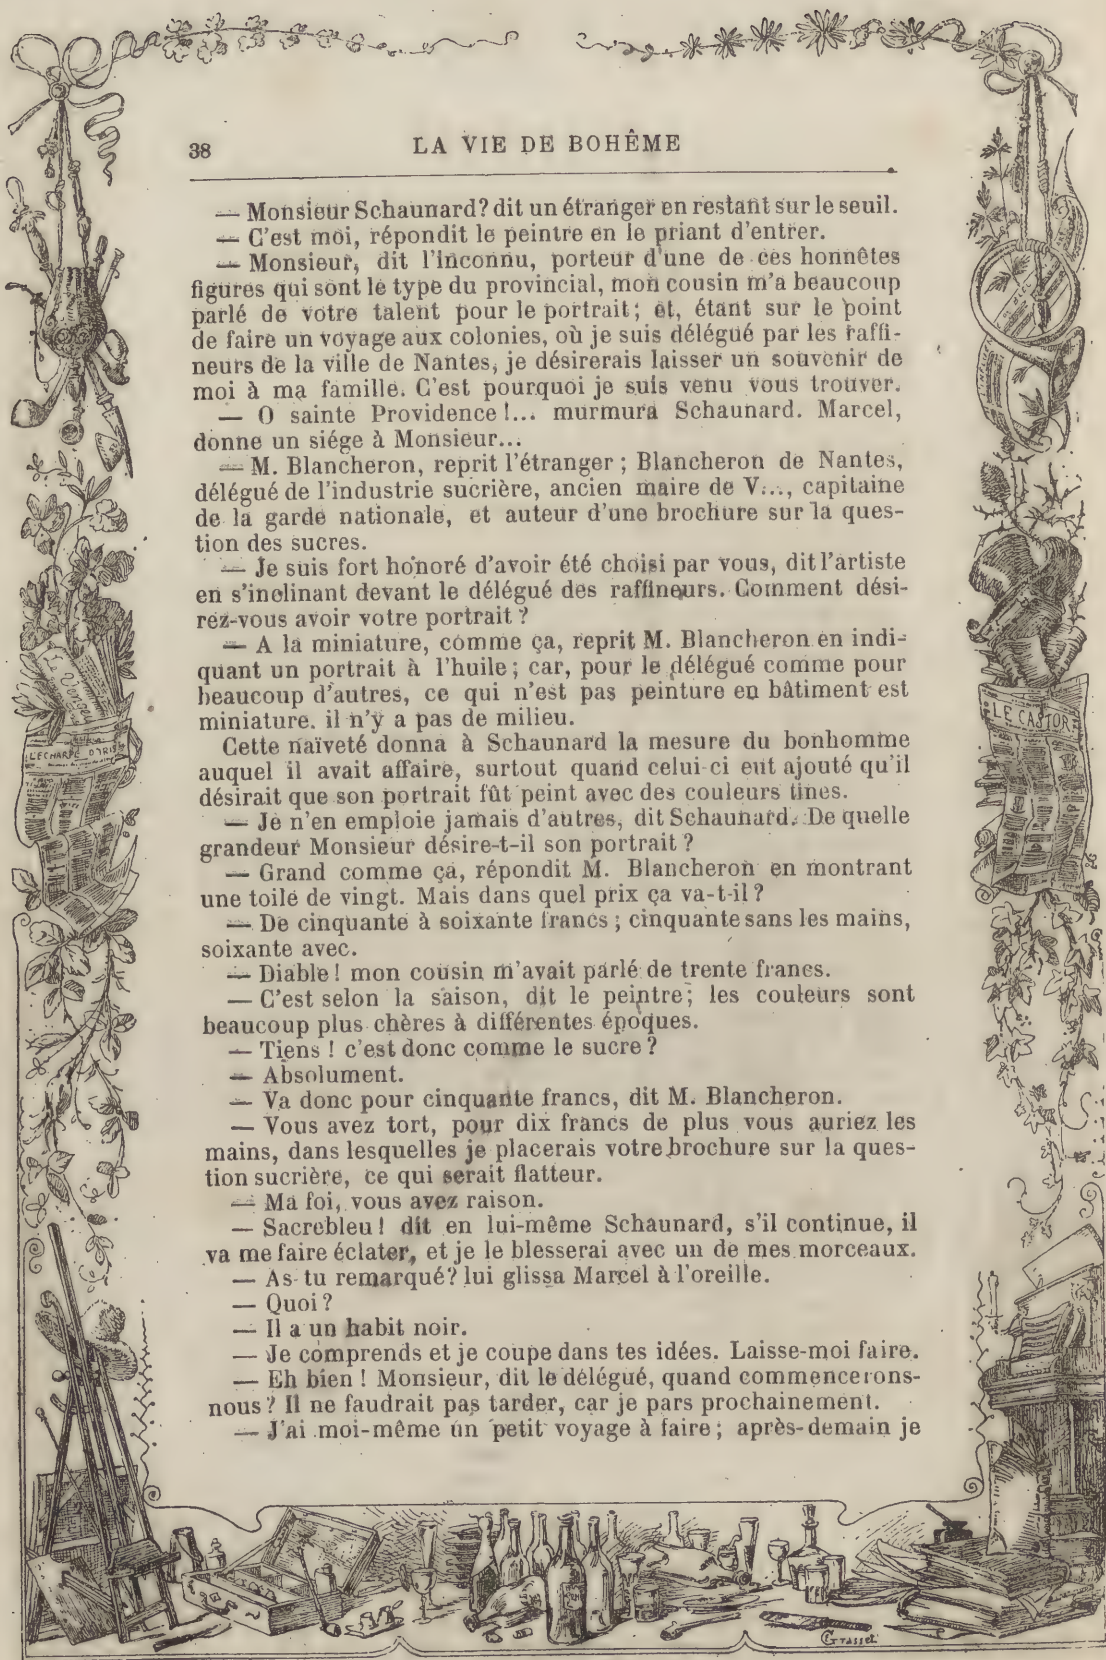 38
LA VIE DE BOHÊME
— Monsieur Schaunard? dit un étranger en restant sur le seuil.
— C'est moi, répondit le peintre en le priant d'entrer.
— Monsieur, dit l'inconnu, porteur d'une de ces honnêtes
figures qui sont le type du provincial, mon cousin m'a beaucoup
parlé de votre talent pour le portrait; et, étant sur le point
de faire un voyage aux colonies, où je suis délégué par les raffi-
neurs de la ville de Nantes, je désirerais laisser un souvenir de
moi à ma famille. C'est pourquoi je suis venu vous trouver.
— O sainte Providence!... murmura Schaunard. Marcel,
donne un siége à Monsieur...
— M. Blancheron, reprit l'étranger; Blancheron de Nantes,
délégué de l'industrie sucrière, ancien maire de V..., capitaine
de la garde nationale, et auteur d'une brochure sur la ques-
tion des sucres.
— Je suis fort honoré d'avoir été choisi par vous, dit l'artiste
en s'inclinant devant le délégué des raffineurs. Comment dési-
rez-vous avoir votre portrait?
— A la miniature, comme ça, reprit M. Blancheron en indi-
quant un portrait à l'huile; car, pour le délégué comme pour
beaucoup d'autres, ce qui n'est pas peinture en bâtiment est
miniature. il n'y a pas de milieu.
Cette naïveté donna à Schaunard la mesure du bonhomme
auquel il avait affaire, surtout quand celui-ci eut ajouté qu'il
désirait que son portrait fût peint avec des couleurs fines.
— Je n'en emploie jamais d'autres, dit Schaunard. De quelle
grandeur Monsieur désire-t-il son portrait?
— Grand comme ça, répondit M. Blancheron en montrant
une toile de vingt. Mais dans quel prix ça va-t-il?
— De cinquante à soixante francs; cinquante sans les mains,
soixante avec.
— Diable! mon cousin m'avait parlé de trente francs.
— C'est selon la saison, dit le peintre; les couleurs sont
beaucoup plus chères à différentes époques.
— Tiens! c'est donc comme le sucre?
— Absolument.
— Va donc pour cinquante francs, dit M. Blancheron.
— Vous avez tort, pour dix francs de plus vous auriez les
mains, dans lesquelles je placerais votre brochure sur la ques-
tion sucrière, ce qui serait flatteur.
— Ma foi, vous avez raison.
— Sacrebleu! dit en lui-même Schaunard, s'il continue, il
va me faire éclater, et je le blesserai avec un de mes morceaux.
— As-tu remarqué? lui glissa Marcel à l'oreille.
— Quoi?
— Il a un habit noir.
— Je comprends et je coupe dans tes idées. Laisse-moi faire.
— Eh bien! Monsieur, dit le délégué, quand commencerons-
nous? Il ne faudrait pas tarder, car je pars prochainement.
— J'ai moi-même un petit voyage à faire; après-demain je
L'ECHARPE D'IRIS
LE CASTOR
Grasset